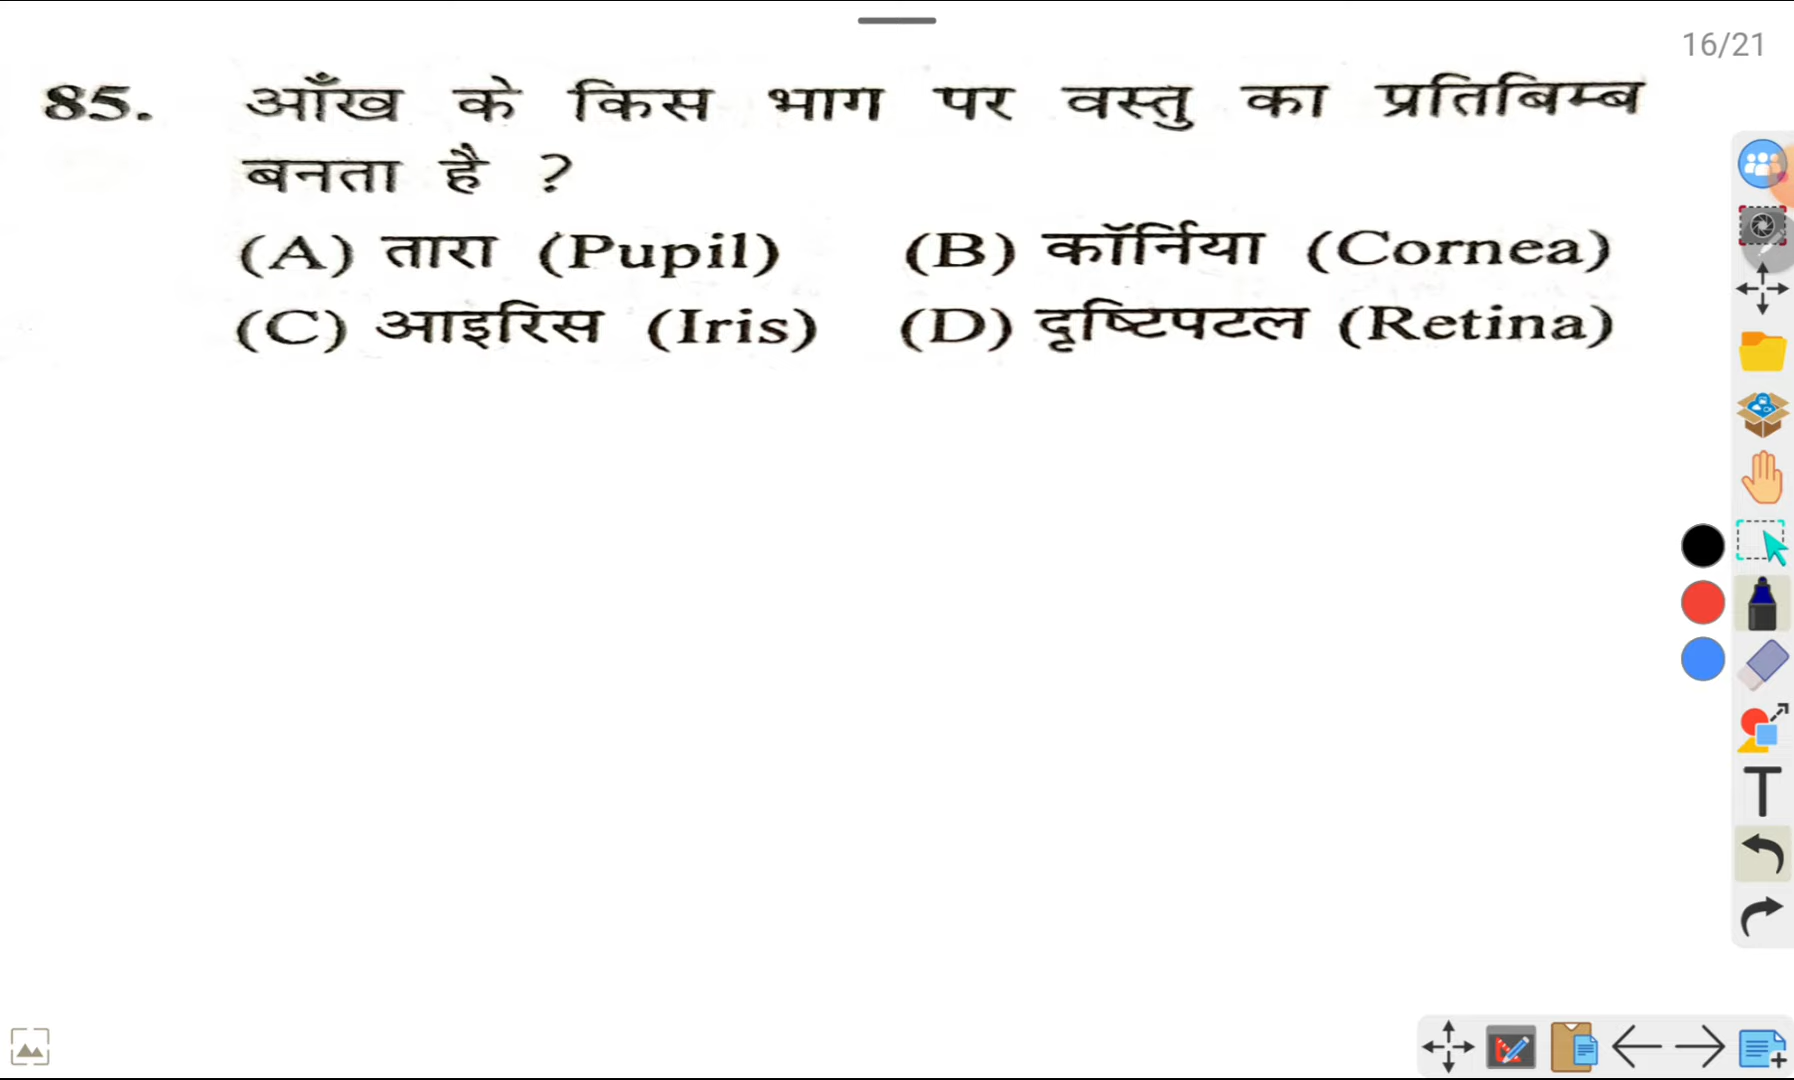 16/21
85. आँख के किस भाग पर वस्तु का प्रतिबिम्ब
बनता है ?
(A) तारा (Pupil) (B) कॉर्निया (Cornea)
(C) आइरिस (Iris) (D) दृष्टिपटल (Retina)
T